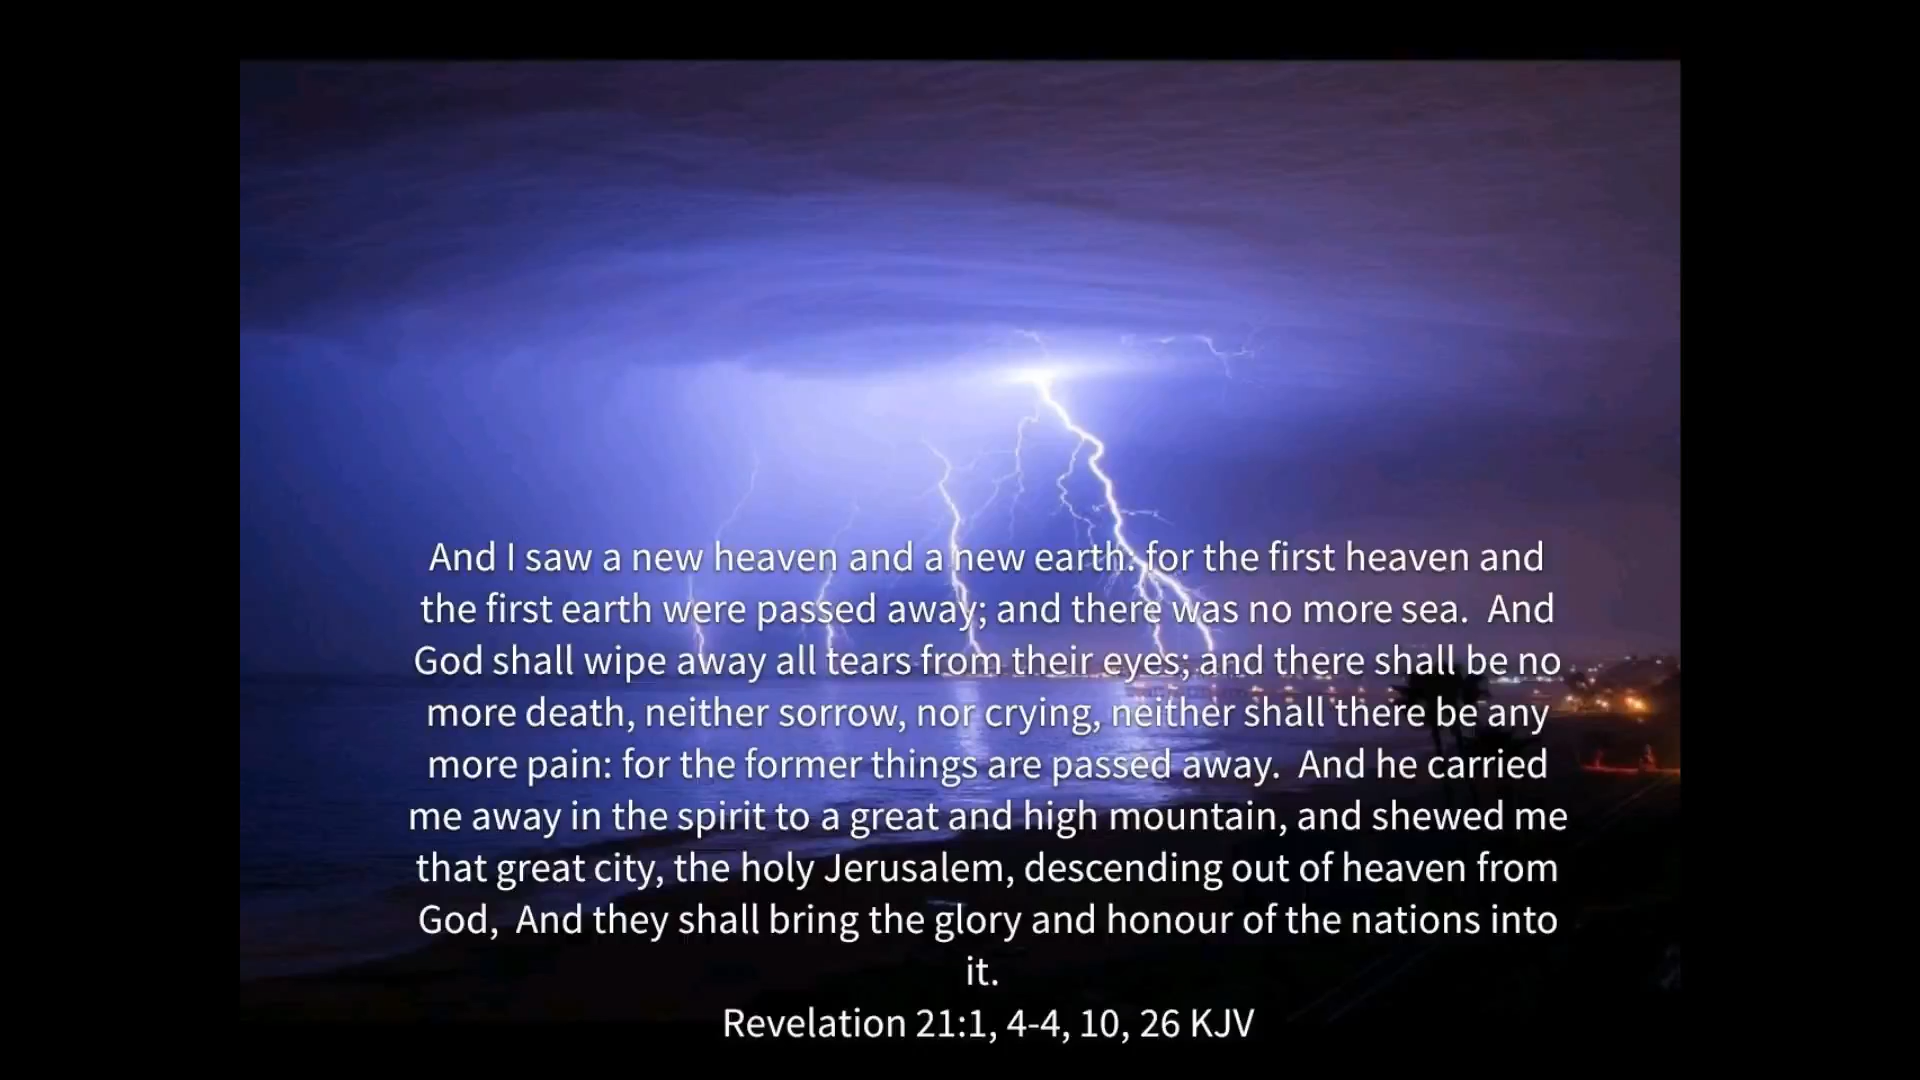 And I saw a new heaven and a new earth: for the first heaven and
the first earth were passed away; and there was no more sea.  And
God shall wipe away all tears from their eyes; and there shall be no
more death, neither sorrow, nor crying, neither shall there be any
more pain: for the former things are passed away.  And he carried
me away in the spirit to a great and high mountain, and shewed me
that great city, the holy Jerusalem, descending out of heaven from
God,  And they shall bring the glory and honour of the nations into
it.
Revelation 21:1, 4-4, 10, 26 KJV